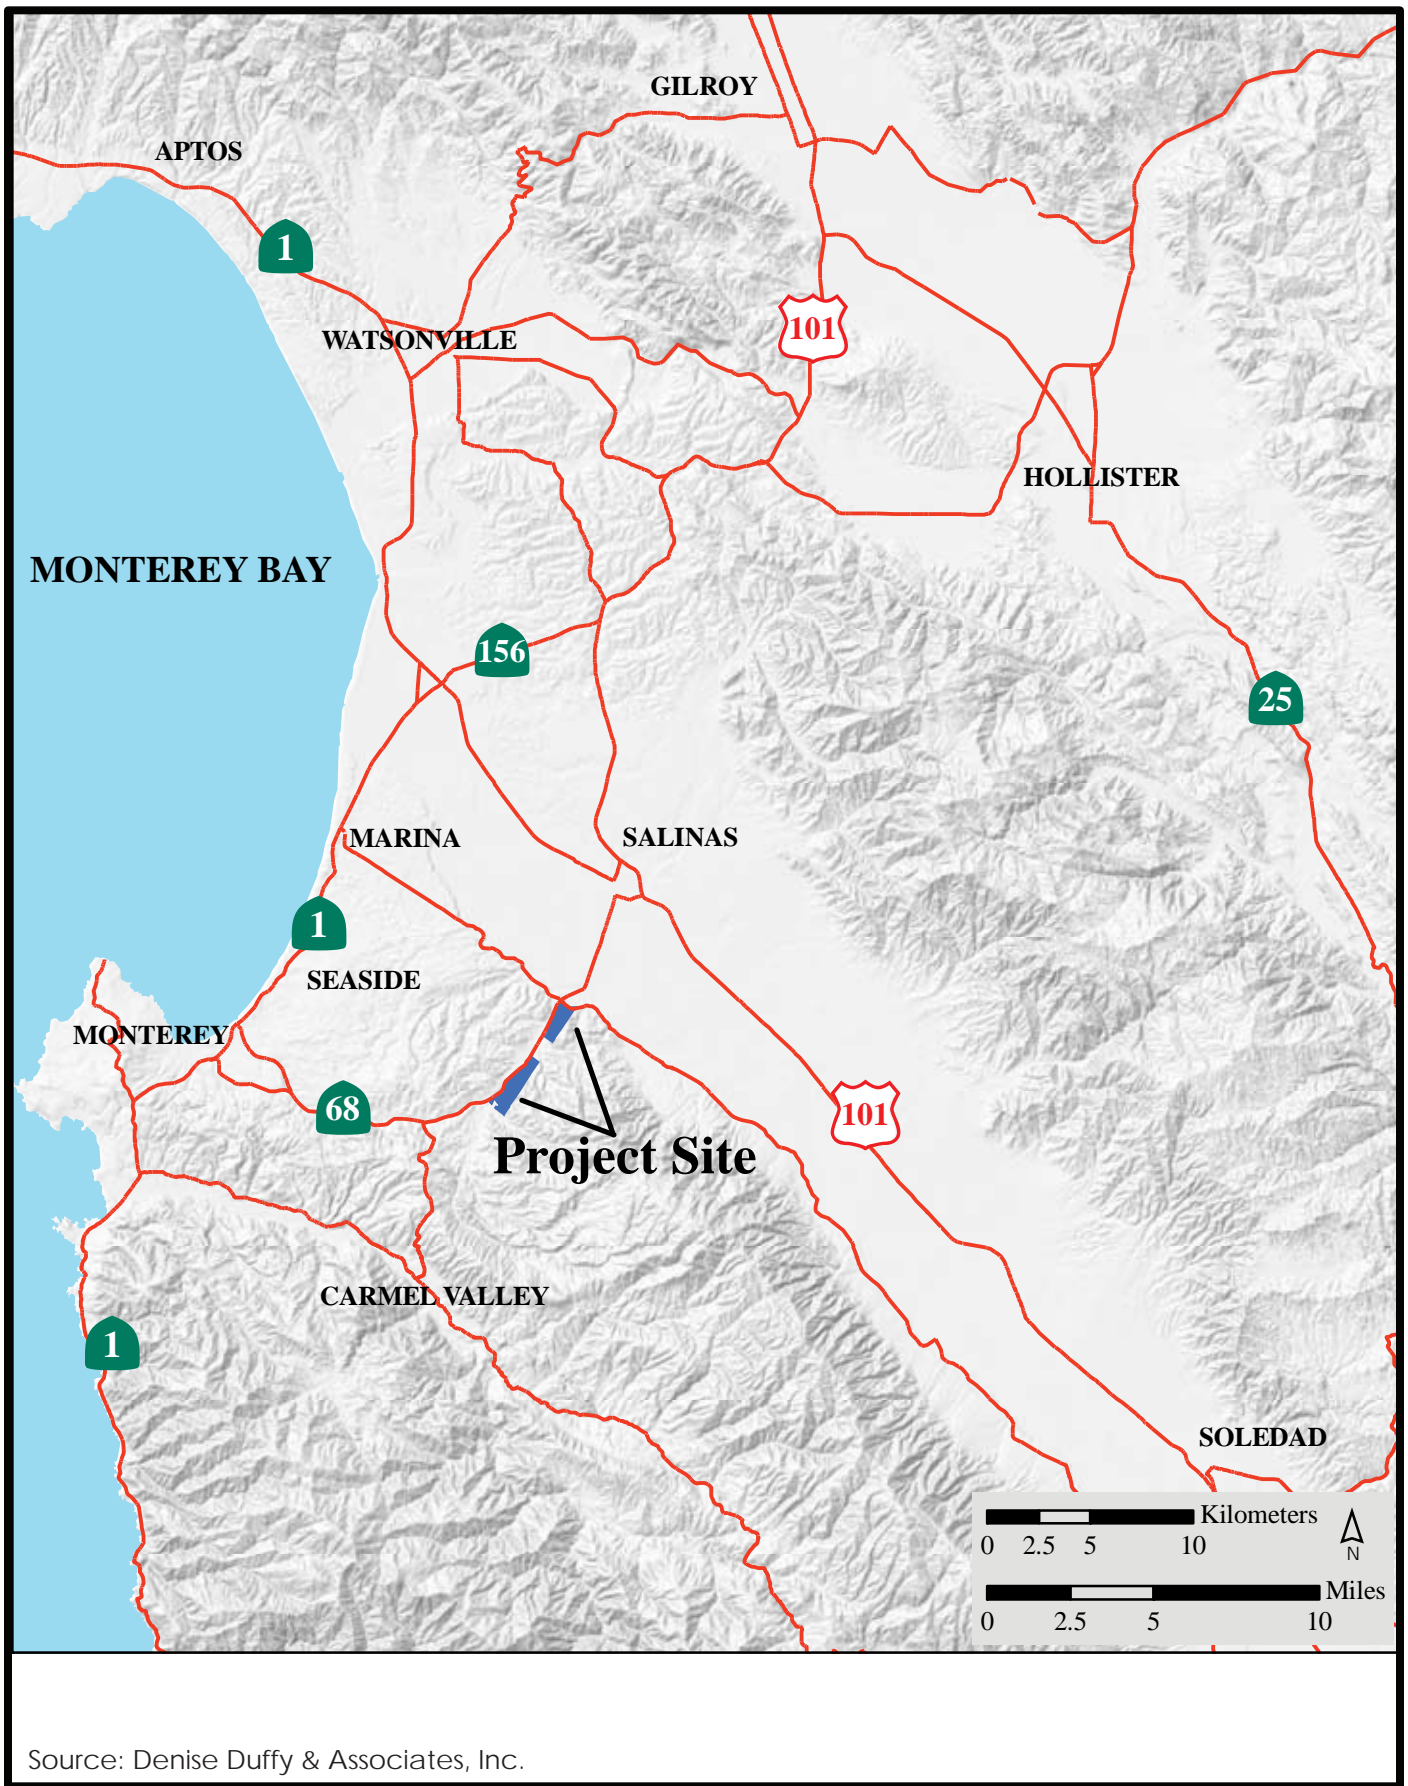 GILROY
APTOS
1
101
WATSONVILLE
HOLLISTER
MONTEREY BAY
156
25
MARINA
SALINAS
1
SEASIDE
MONTEREY
68
101
Project Site
CARMEL VALLEY
1
SOLEDAD
Kilometers
0 2.5 5 10
N
Miles
0 2.5 5 10
Source: Denise Duffy & Associates, Inc.